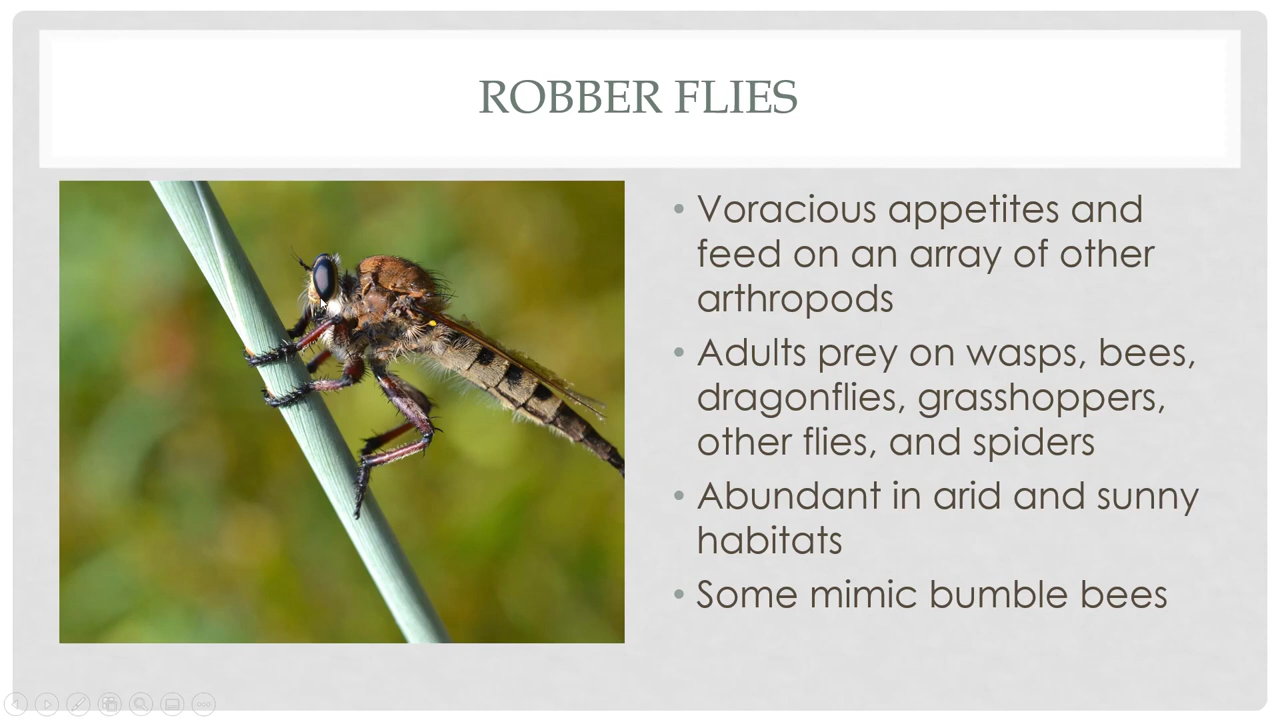 ROBBER FLIES
• Voracious appetites and
feed on an array of other
arthropods
• Adults prey on wasps, bees,
dragonflies, grasshoppers,
other flies, and spiders
• Abundant in arid and sunny
habitats
• Some mimic bumble bees